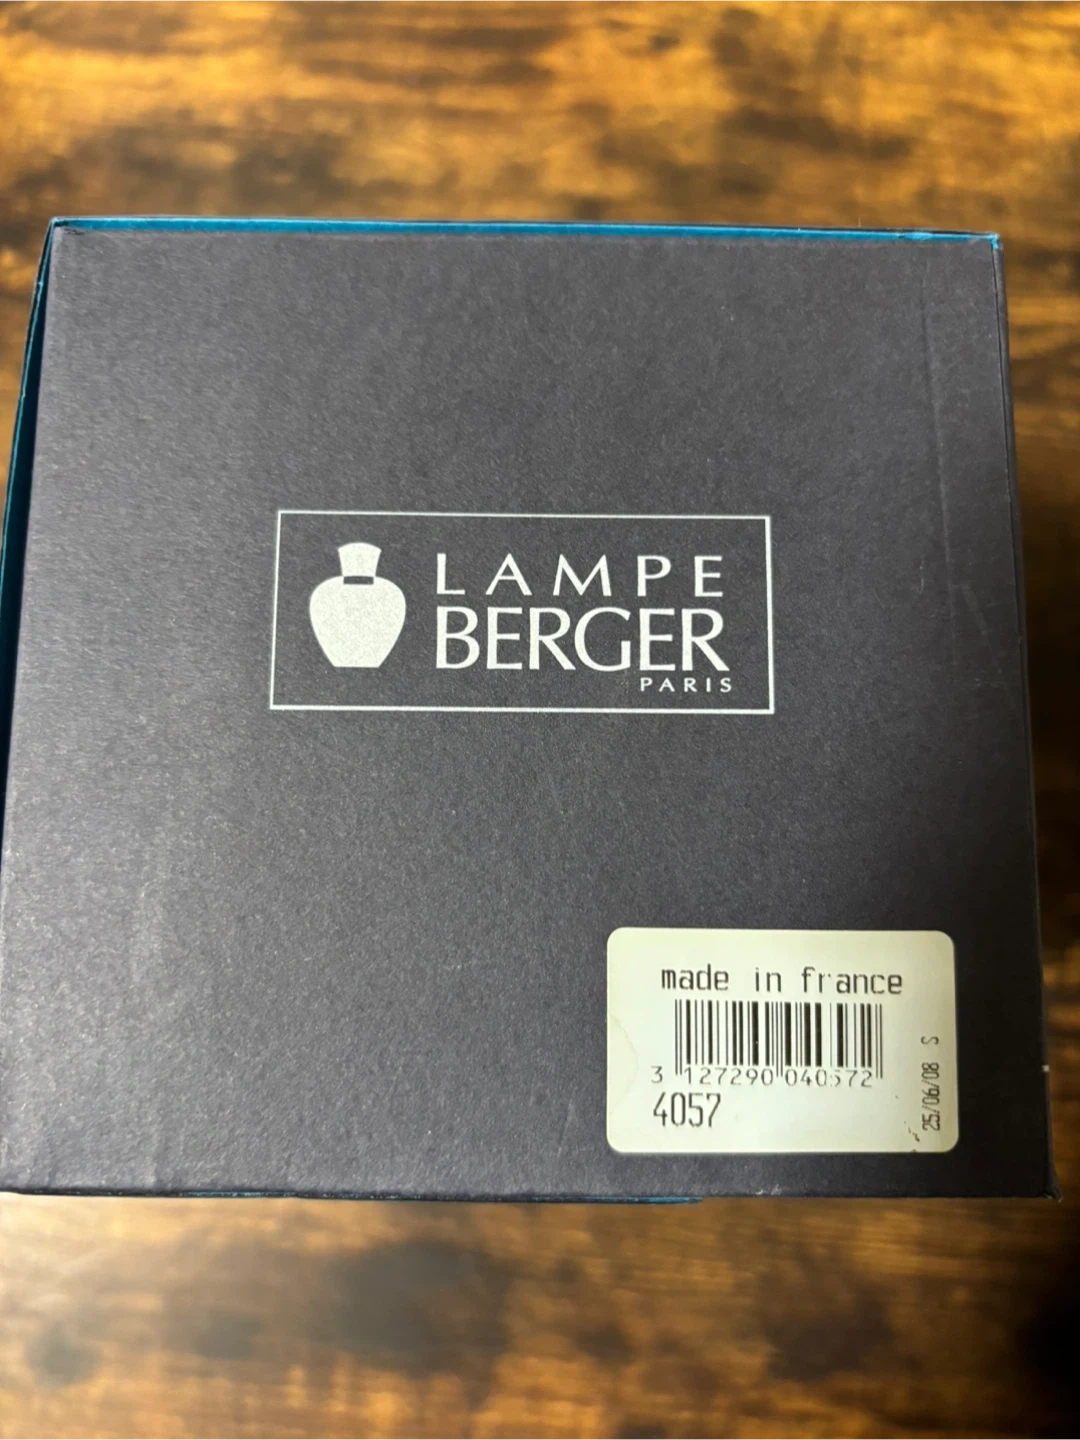 LAMPE
BERGER
PARIS
made in france
3 127290 040572
4057
25/06/08 S